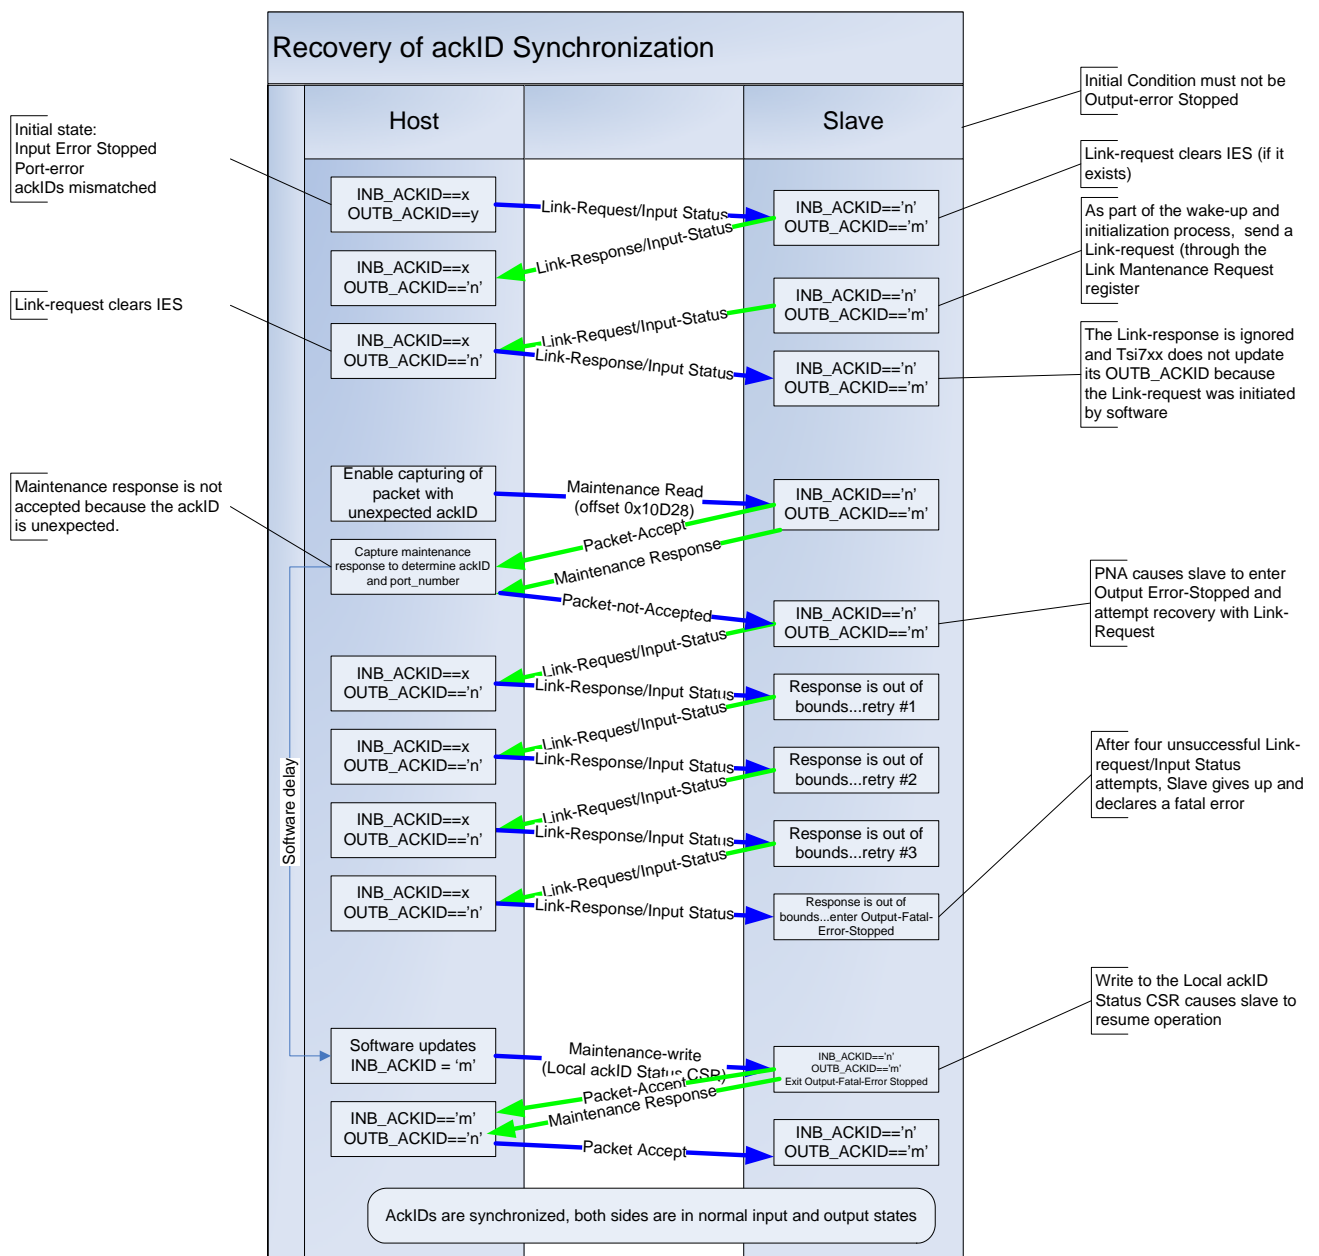 Recovery of ackID Synchronization
Host
Slave
Initial state:
Input Error Stopped
Port-error
ackIDs mismatched
Initial Condition must not be
Output-error Stopped
INB_ACKID==x
OUTB_ACKID==y
Link-Request/Input Status
INB_ACKID=='n'
OUTB_ACKID=='m'
Link-request clears IES (if it
exists)
Link-Response/Input-Status
INB_ACKID==x
OUTB_ACKID=='n'
INB_ACKID=='n'
OUTB_ACKID=='m'
As part of the wake-up and
initialization process,  send a
Link-request (through the
Link Mantenance Request
register
Link-Request/Input-Status
Link-request clears IES
INB_ACKID==x
OUTB_ACKID=='n'
Link-Response/Input Status
INB_ACKID=='n'
OUTB_ACKID=='m'
The Link-response is ignored
and Tsi7xx does not update
its OUTB_ACKID because
the Link-request was initiated
by software
Enable capturing of
packet with
unexpected ackID
Maintenance Read
(offset 0x10D28)
INB_ACKID=='n'
OUTB_ACKID=='m'
Maintenance response is not
accepted because the ackID
is unexpected.
Packet-Accept
Maintenance Response
Capture maintenance
response to determine ackID
and port_number
Packet-not-Accepted
INB_ACKID=='n'
OUTB_ACKID=='m'
PNA causes slave to enter
Output Error-Stopped and
attempt recovery with Link-
Request
Link-Request/Input-Status
INB_ACKID==x
OUTB_ACKID=='n'
Link-Response/Input Status
Response is out of
bounds...retry #1
Link-Request/Input-Status
INB_ACKID==x
OUTB_ACKID=='n'
Link-Response/Input Status
Response is out of
bounds...retry #2
After four unsuccessful Link-
request/Input Status
attempts, Slave gives up and
declares a fatal error
Link-Request/Input-Status
Software delay
INB_ACKID==x
OUTB_ACKID=='n'
Link-Response/Input Status
Response is out of
bounds...retry #3
Link-Request/Input-Status
INB_ACKID==x
OUTB_ACKID=='n'
Link-Response/Input Status
Response is out of
bounds...enter Output-Fatal-
Error-Stopped
Write to the Local ackID
Status CSR causes slave to
resume operation
Software updates
INB_ACKID = 'm'
Maintenance-write
(Local ackID Status CSR)
INB_ACKID=='n'
OUTB_ACKID=='m'
Exit Output-Fatal-Error Stopped
Packet-Accept
Maintenance Response
INB_ACKID=='m'
OUTB_ACKID=='n'
Packet Accept
INB_ACKID=='n'
OUTB_ACKID=='m'
AckIDs are synchronized, both sides are in normal input and output states